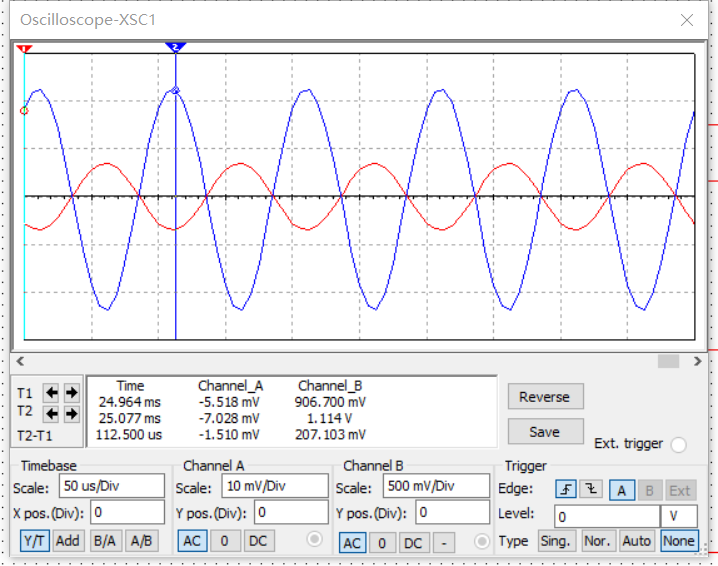 Oscilloscope-XSC1
1
2
T1
T2
T2-T1
Time Channel_A Channel_B
24.964 ms -5.518 mV 906.700 mV
25.077 ms -7.028 mV 1.114 V
112.500 us -1.510 mV 207.103 mV
Reverse
Save
Ext. trigger
Timebase
Scale: 50 us/Div
X pos.(Div): 0
Y/T Add B/A A/B
Channel A
Scale: 10 mV/Div
Y pos.(Div): 0
AC 0 DC
Channel B
Scale: 500 mV/Div
Y pos.(Div): 0
AC 0 DC -
Trigger
Edge: A B Ext
Level: 0 V
Type Sing. Nor. Auto None